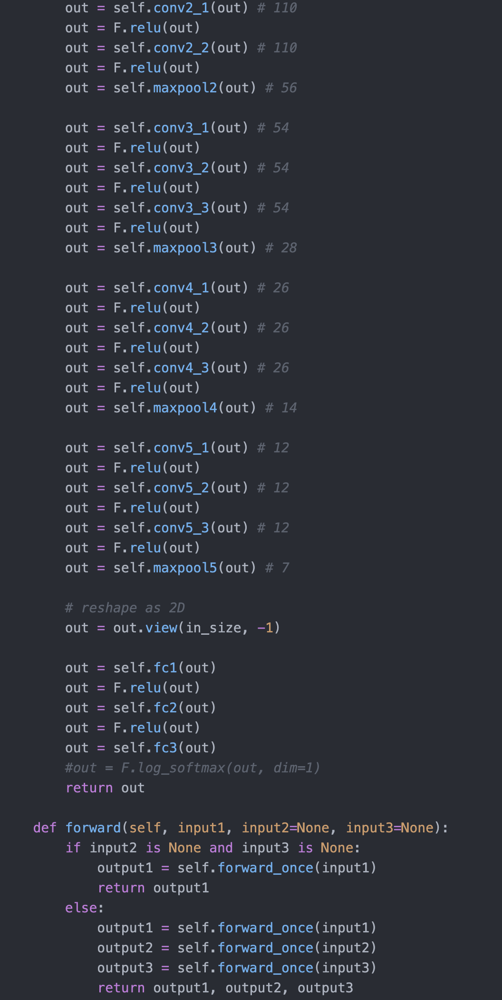 out = self.conv2_1(out) # 110
out = F.relu(out)
out = self.conv2_2(out) # 110
out = F.relu(out)
out = self.maxpool2(out) # 56
out = self.conv3_1(out) # 54
out = F.relu(out)
out = self.conv3_2(out) # 54
out = F.relu(out)
out = self.conv3_3(out) # 54
out = F.relu(out)
out = self.maxpool3(out) # 28
out = self.conv4_1(out) # 26
out = F.relu(out)
out = self.conv4_2(out) # 26
out = F.relu(out)
out = self.conv4_3(out) # 26
out = F.relu(out)
out = self.maxpool4(out) # 14
out = self.conv5_1(out) # 12
out = F.relu(out)
out = self.conv5_2(out) # 12
out = F.relu(out)
out = self.conv5_3(out) # 12
out = F.relu(out)
out = self.maxpool5(out) # 7
# reshape as 2D
out = out.view(in_size, -1)
out = self.fc1(out)
out = F.relu(out)
out = self.fc2(out)
out = F.relu(out)
out = self.fc3(out)
#out = F.log_softmax(out, dim=1)
return out
def forward(self, input1, input2=None, input3=None):
if input2 is None and input3 is None:
output1 = self.forward_once(input1)
return output1
else:
output1 = self.forward_once(input1)
output2 = self.forward_once(input2)
output3 = self.forward_once(input3)
return output1, output2, output3